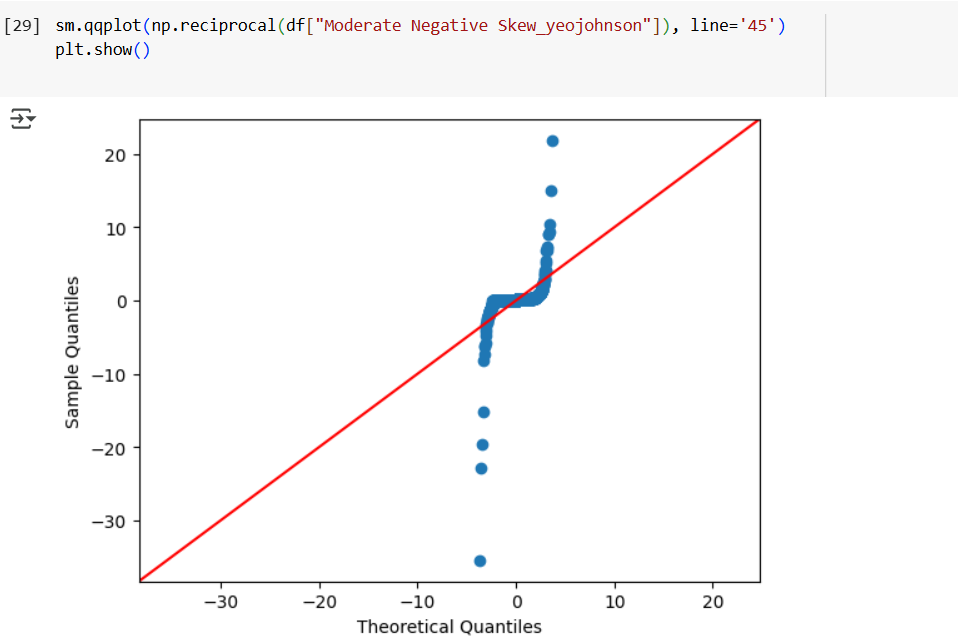 [29] sm.qqplot(np.reciprocal(df["Moderate Negative Skew_yeojohnson"]), line='45')
plt.show()
20
10
0
−10
−20
−30
Sample Quantiles
−30 −20 −10 0 10 20
Theoretical Quantiles